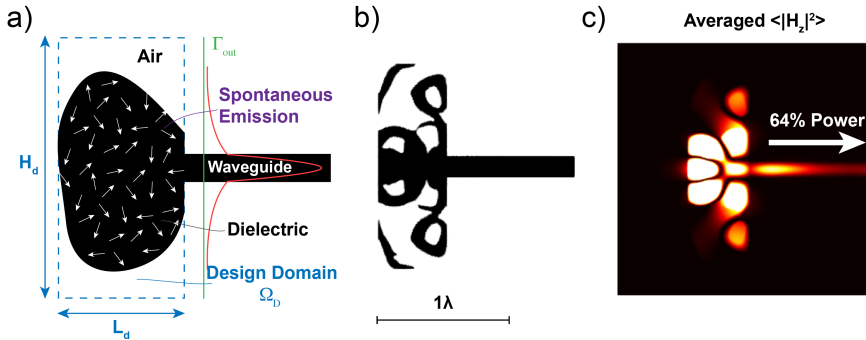 a)
Air
Γout
Spontaneous
Emission
Hd
Waveguide
Dielectric
Design Domain
ΩD
Ld
b)
1λ
c)
Averaged <|Hz|²>
64% Power